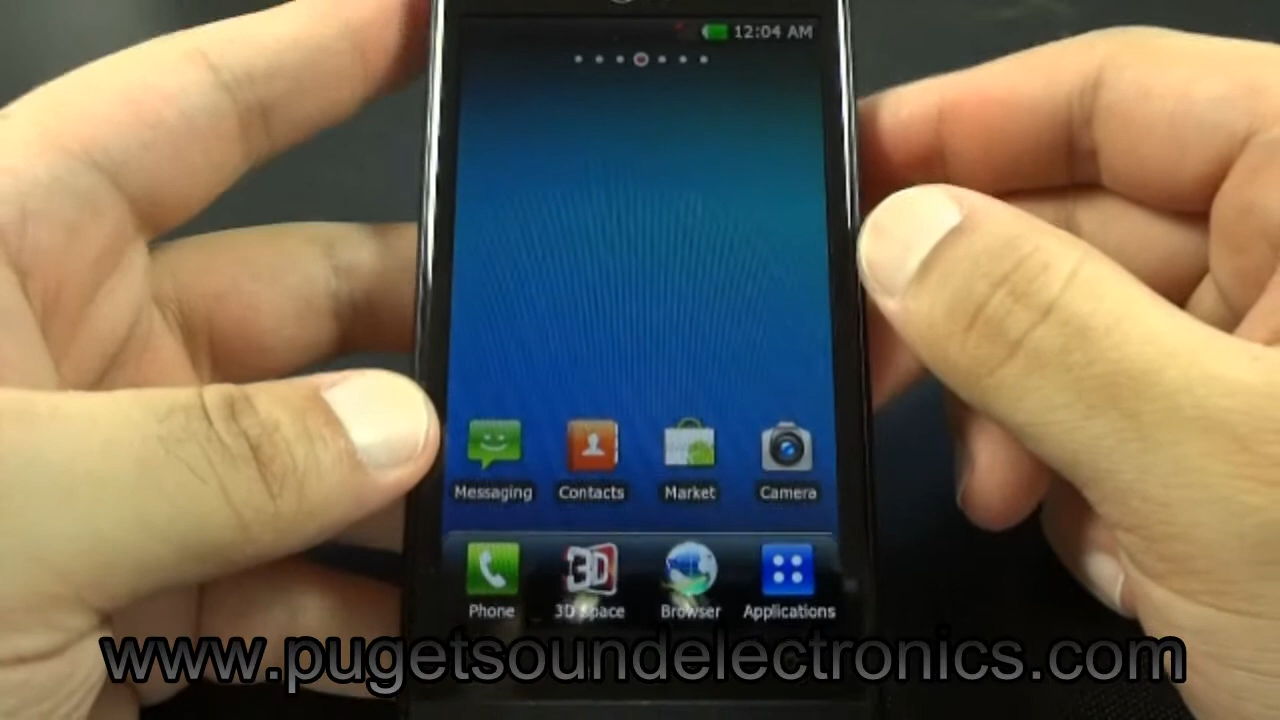 12:04 AM
Messaging Contacts Market Camera
3D
Phone 3D Space Browser Applications
www.pugetsoundelectronics.com